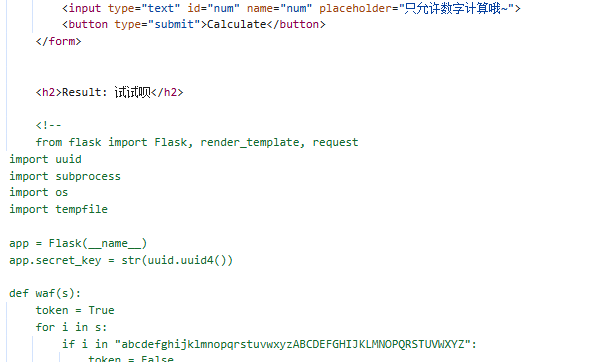 <input type="text" id="num" name="num" placeholder="只允许数字计算哦~">
<button type="submit">Calculate</button>
</form>
<h2>Result: 试试呗</h2>
<!--
from flask import Flask, render_template, request
import uuid
import subprocess
import os
import tempfile
app = Flask(__name__)
app.secret_key = str(uuid.uuid4())
def waf(s):
token = True
for i in s:
if i in "abcdefghijklmnopqrstuvwxyzABCDEFGHIJKLMNOPQRSTUVWXYZ":
token = False